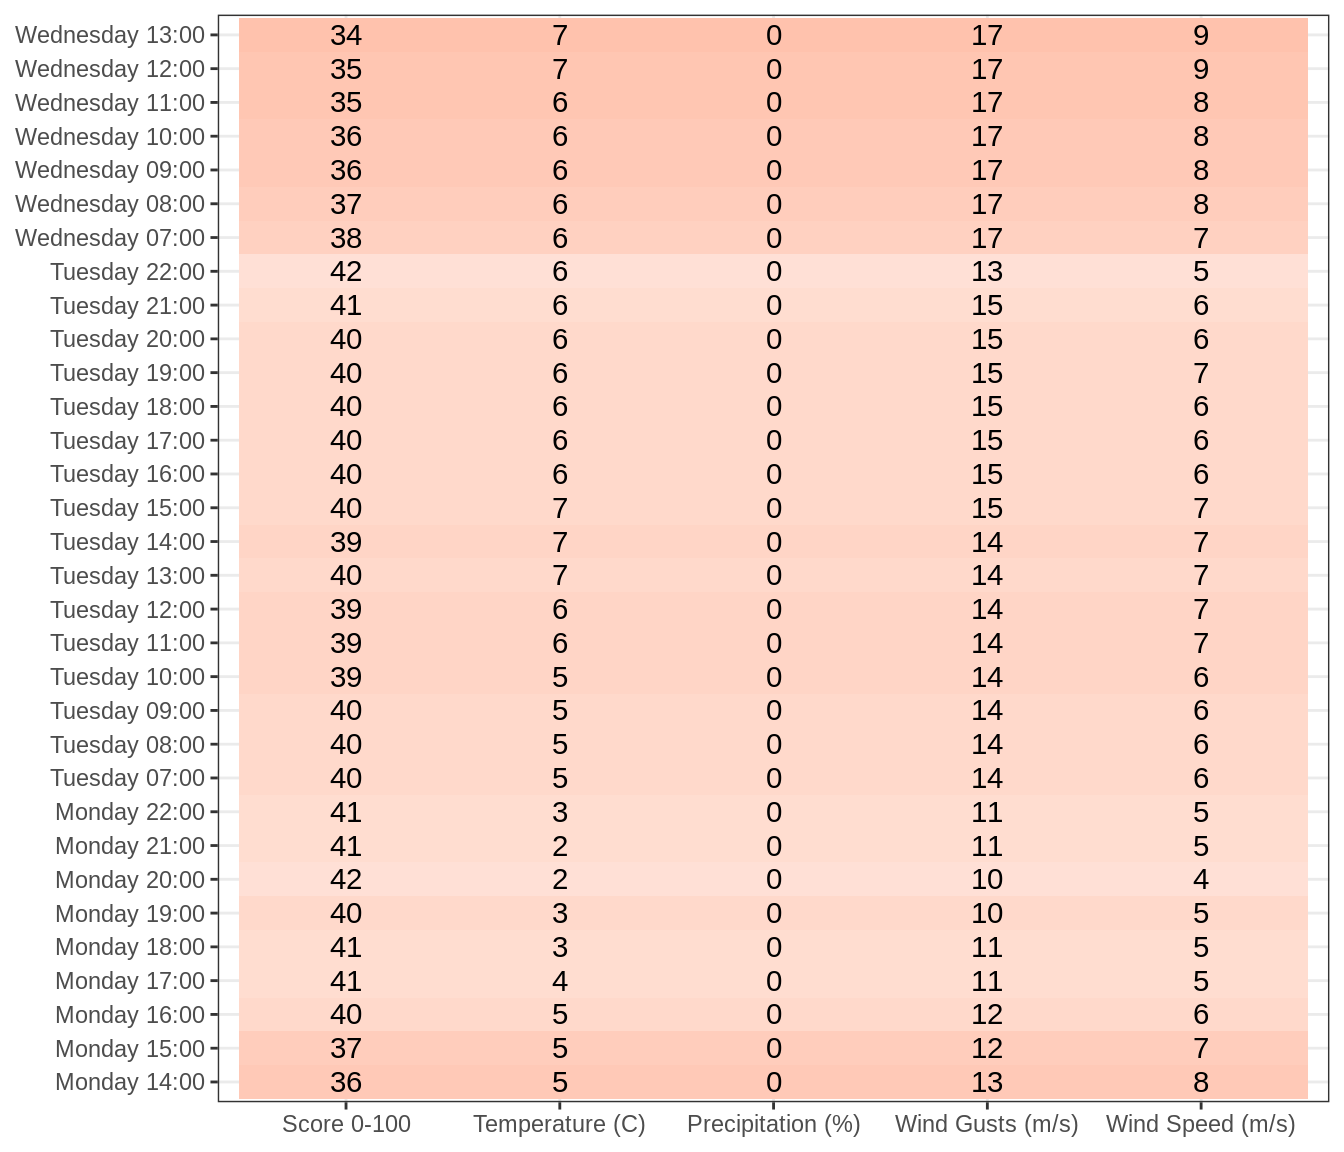 Wednesday 13:00 34 7 0 17 9
Wednesday 12:00 35 7 0 17 9
Wednesday 11:00 35 6 0 17 8
Wednesday 10:00 36 6 0 17 8
Wednesday 09:00 36 6 0 17 8
Wednesday 08:00 37 6 0 17 8
Wednesday 07:00 38 6 0 17 7
Tuesday 22:00 42 6 0 13 5
Tuesday 21:00 41 6 0 15 6
Tuesday 20:00 40 6 0 15 6
Tuesday 19:00 40 6 0 15 7
Tuesday 18:00 40 6 0 15 6
Tuesday 17:00 40 6 0 15 6
Tuesday 16:00 40 6 0 15 6
Tuesday 15:00 40 7 0 15 7
Tuesday 14:00 39 7 0 14 7
Tuesday 13:00 40 7 0 14 7
Tuesday 12:00 39 6 0 14 7
Tuesday 11:00 39 6 0 14 7
Tuesday 10:00 39 5 0 14 6
Tuesday 09:00 40 5 0 14 6
Tuesday 08:00 40 5 0 14 6
Tuesday 07:00 40 5 0 14 6
Monday 22:00 41 3 0 11 5
Monday 21:00 41 2 0 11 5
Monday 20:00 42 2 0 10 4
Monday 19:00 40 3 0 10 5
Monday 18:00 41 3 0 11 5
Monday 17:00 41 4 0 11 5
Monday 16:00 40 5 0 12 6
Monday 15:00 37 5 0 12 7
Monday 14:00 36 5 0 13 8
Score 0-100 Temperature (C) Precipitation (%) Wind Gusts (m/s) Wind Speed (m/s)